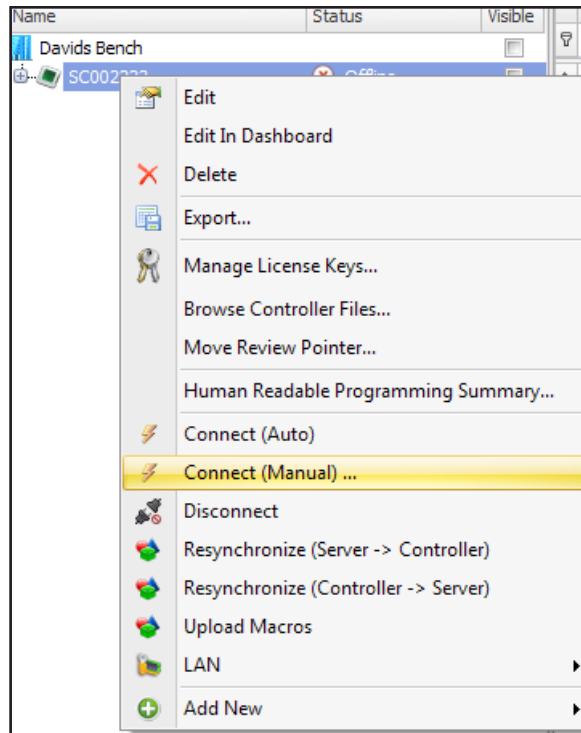 Name Status Visible
Davids Bench
Edit
Edit In Dashboard
Delete
Export...
Manage License Keys...
Browse Controller Files...
Move Review Pointer...
Human Readable Programming Summary...
Connect (Auto)
Connect (Manual) ...
Disconnect
Resynchronize (Server -> Controller)
Resynchronize (Controller -> Server)
Upload Macros
LAN
Add New